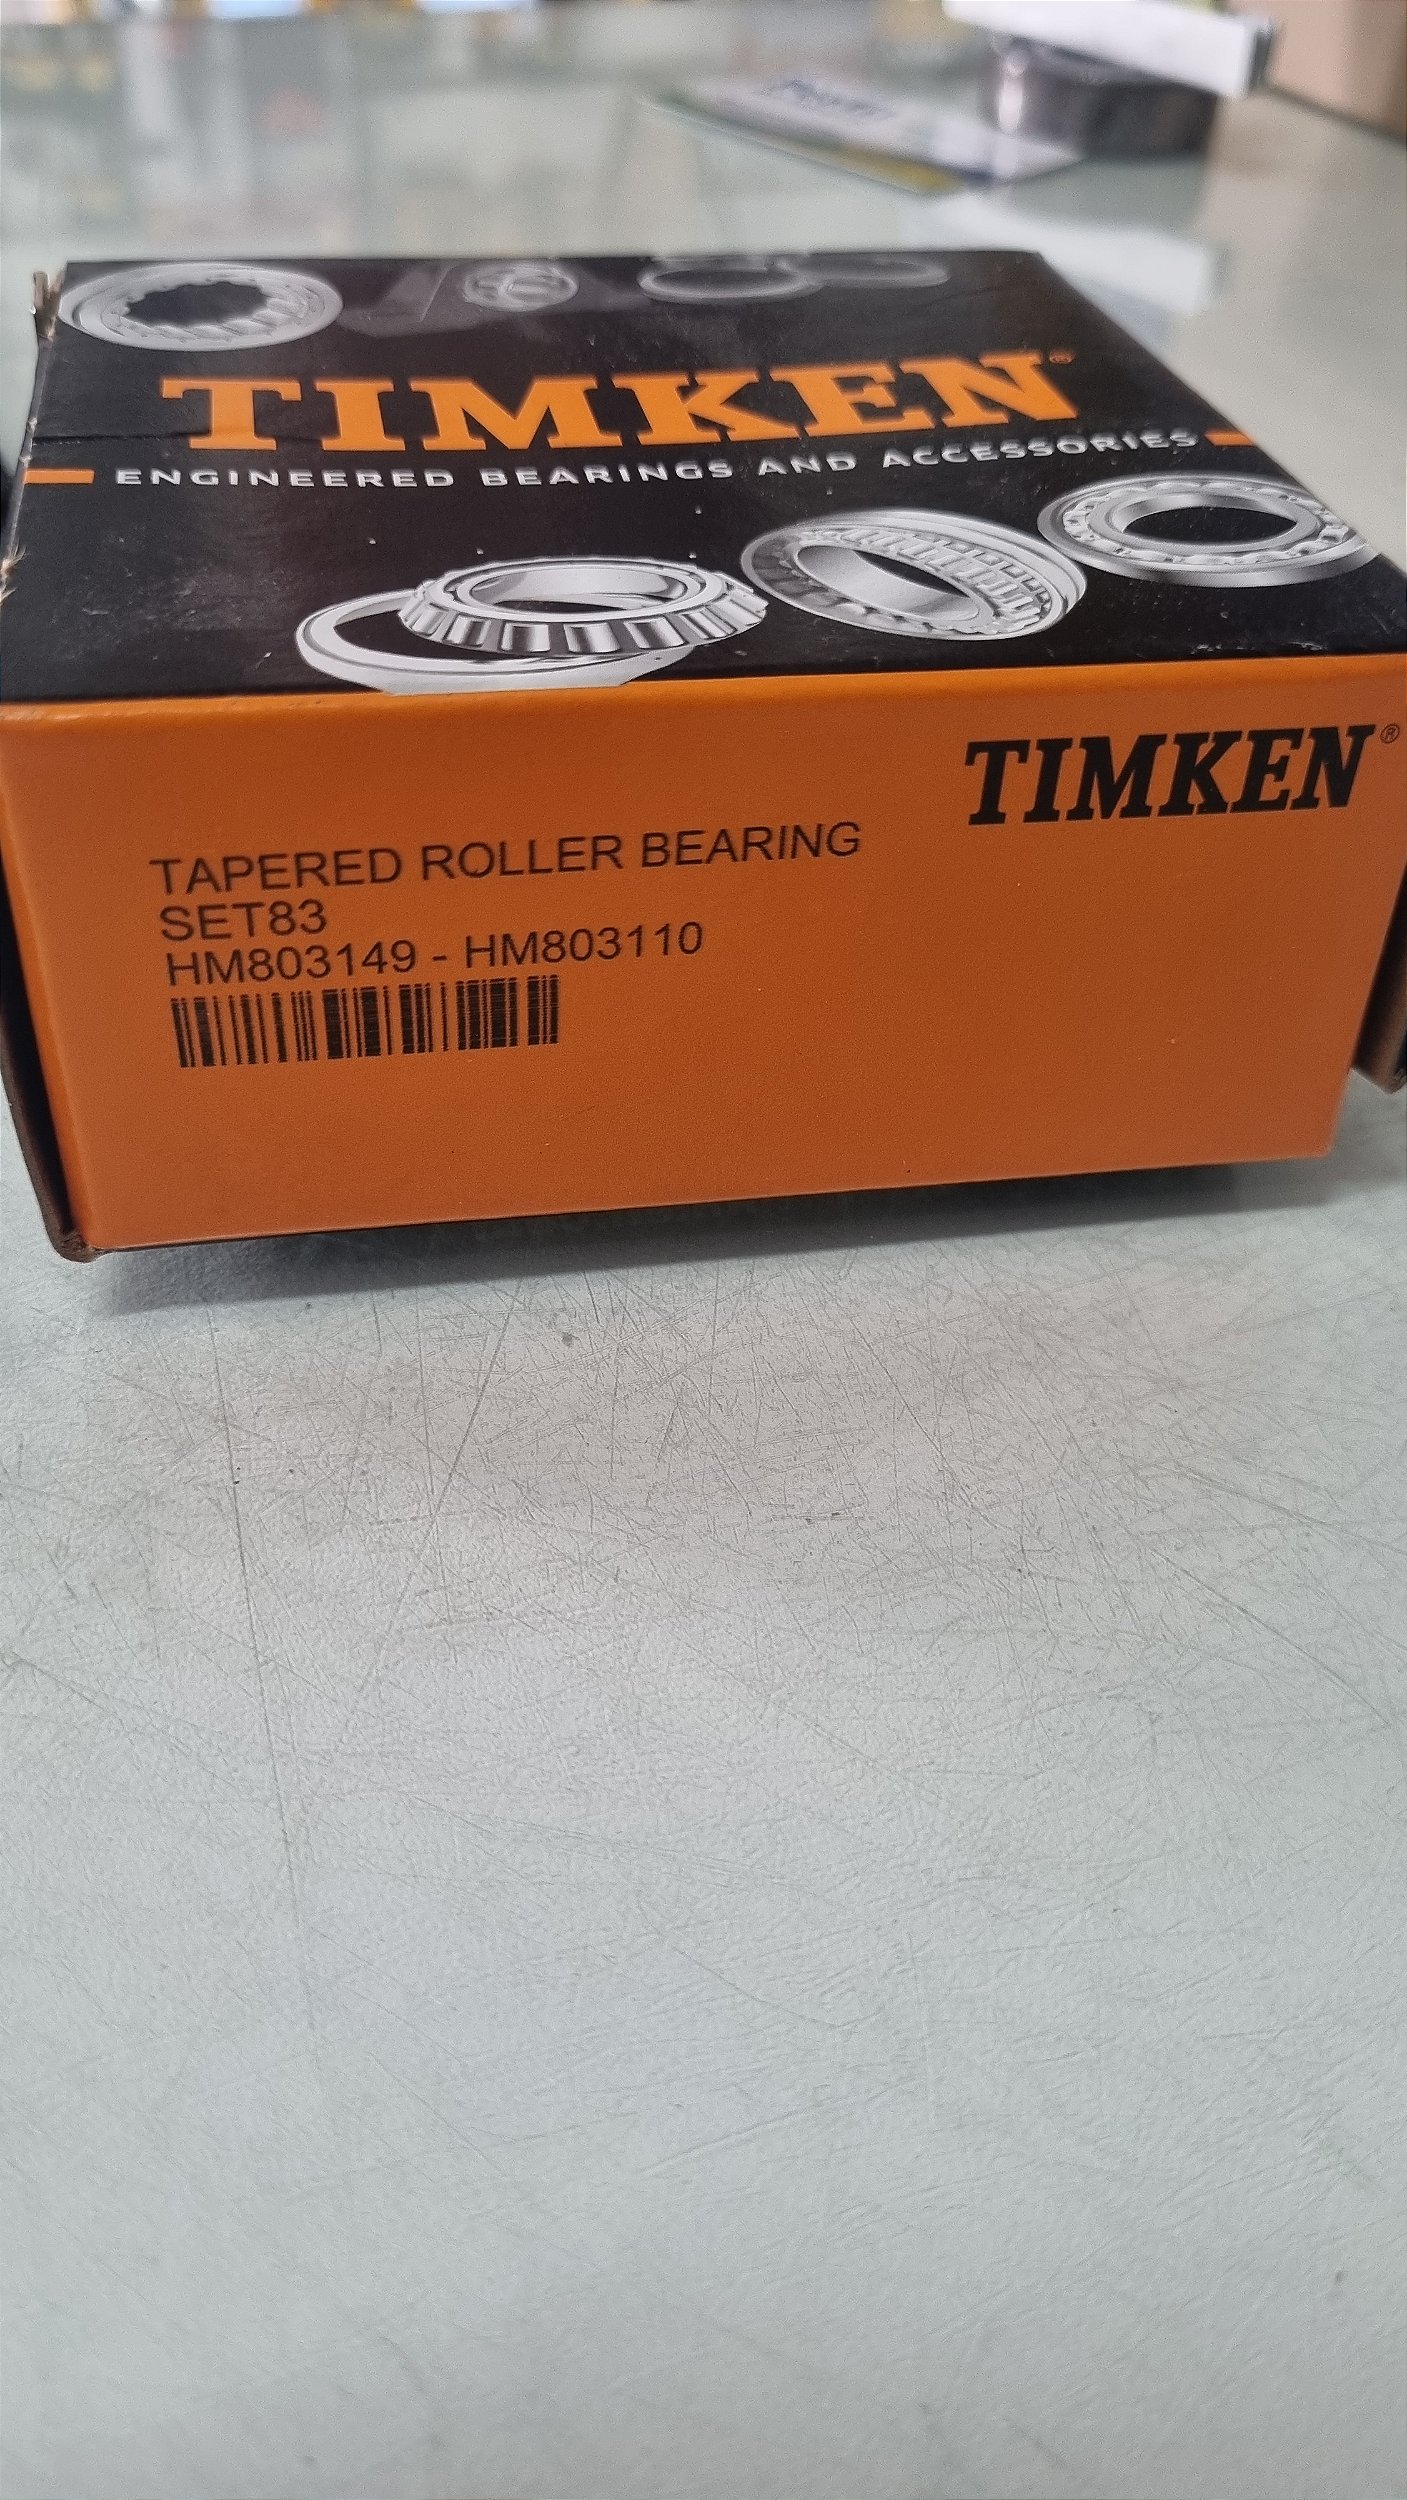 TIMKEN®
ENGINEERED BEARINGS AND ACCESSORIES
TIMKEN®
TAPERED ROLLER BEARING
SET83
HM803149 - HM803110